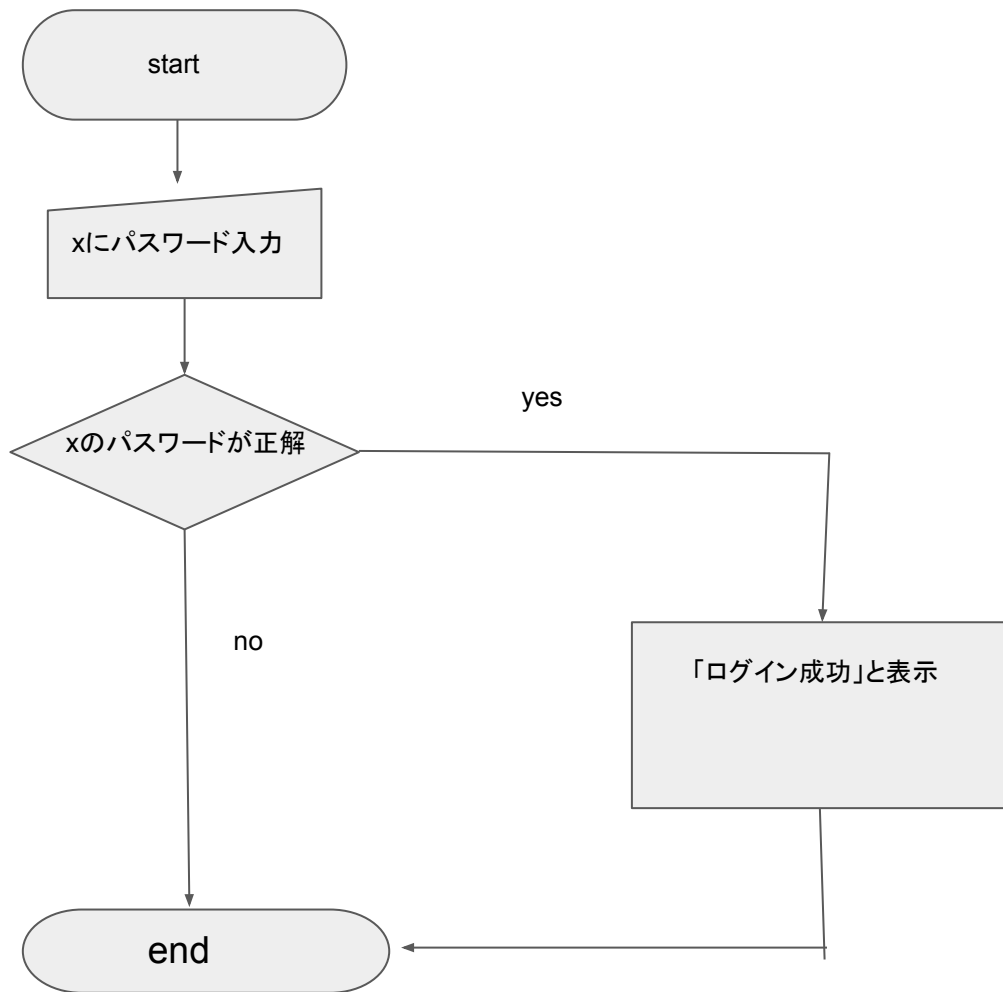 start
xにパスワード入力
xのパスワードが正解
yes
no
「ログイン成功」と表示
end